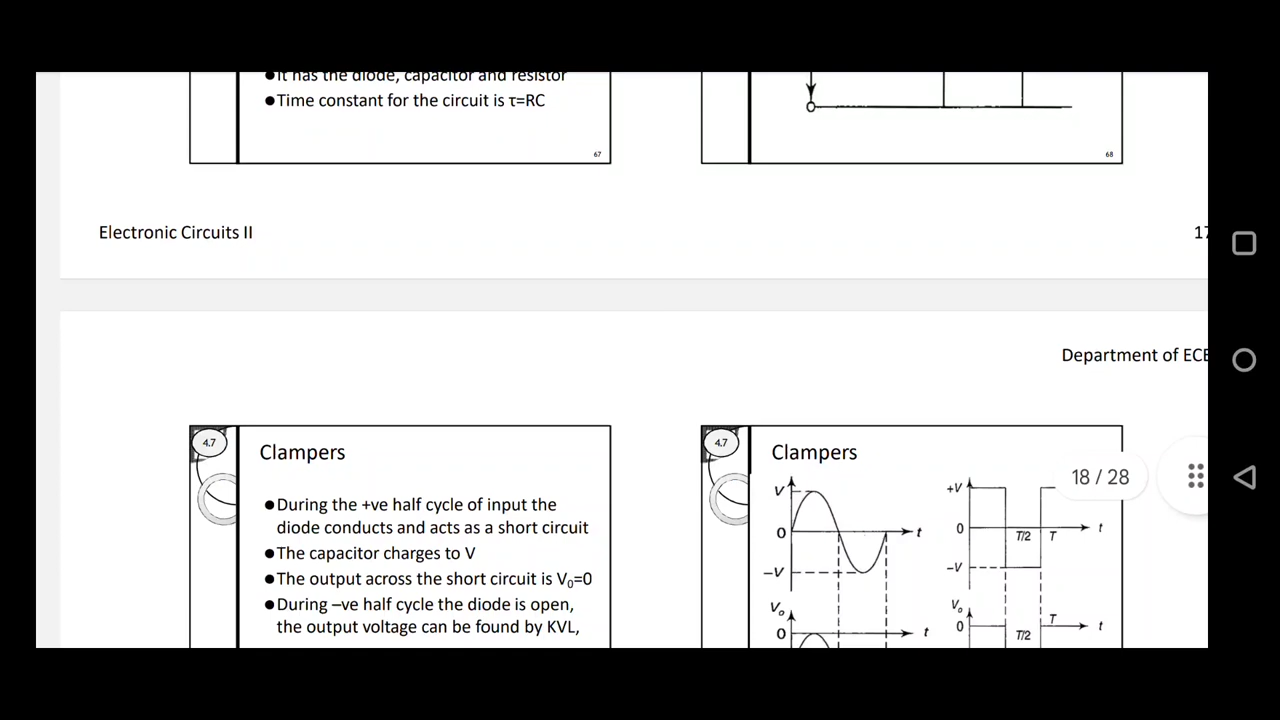 ●It has the diode, capacitor and resistor
●Time constant for the circuit is τ=RC
67
0
68
Electronic Circuits II
17
Department of ECE
4.7
Clampers
●During the +ve half cycle of input the
diode conducts and acts as a short circuit
●The capacitor charges to V
●The output across the short circuit is V₀=0
●During –ve half cycle the diode is open,
the output voltage can be found by KVL,
4.7
Clampers
V
0
t
–V
Vo
0
t
+V
0
T/2
T
t
–V
Vo
0
T/2
T
t
18 / 28